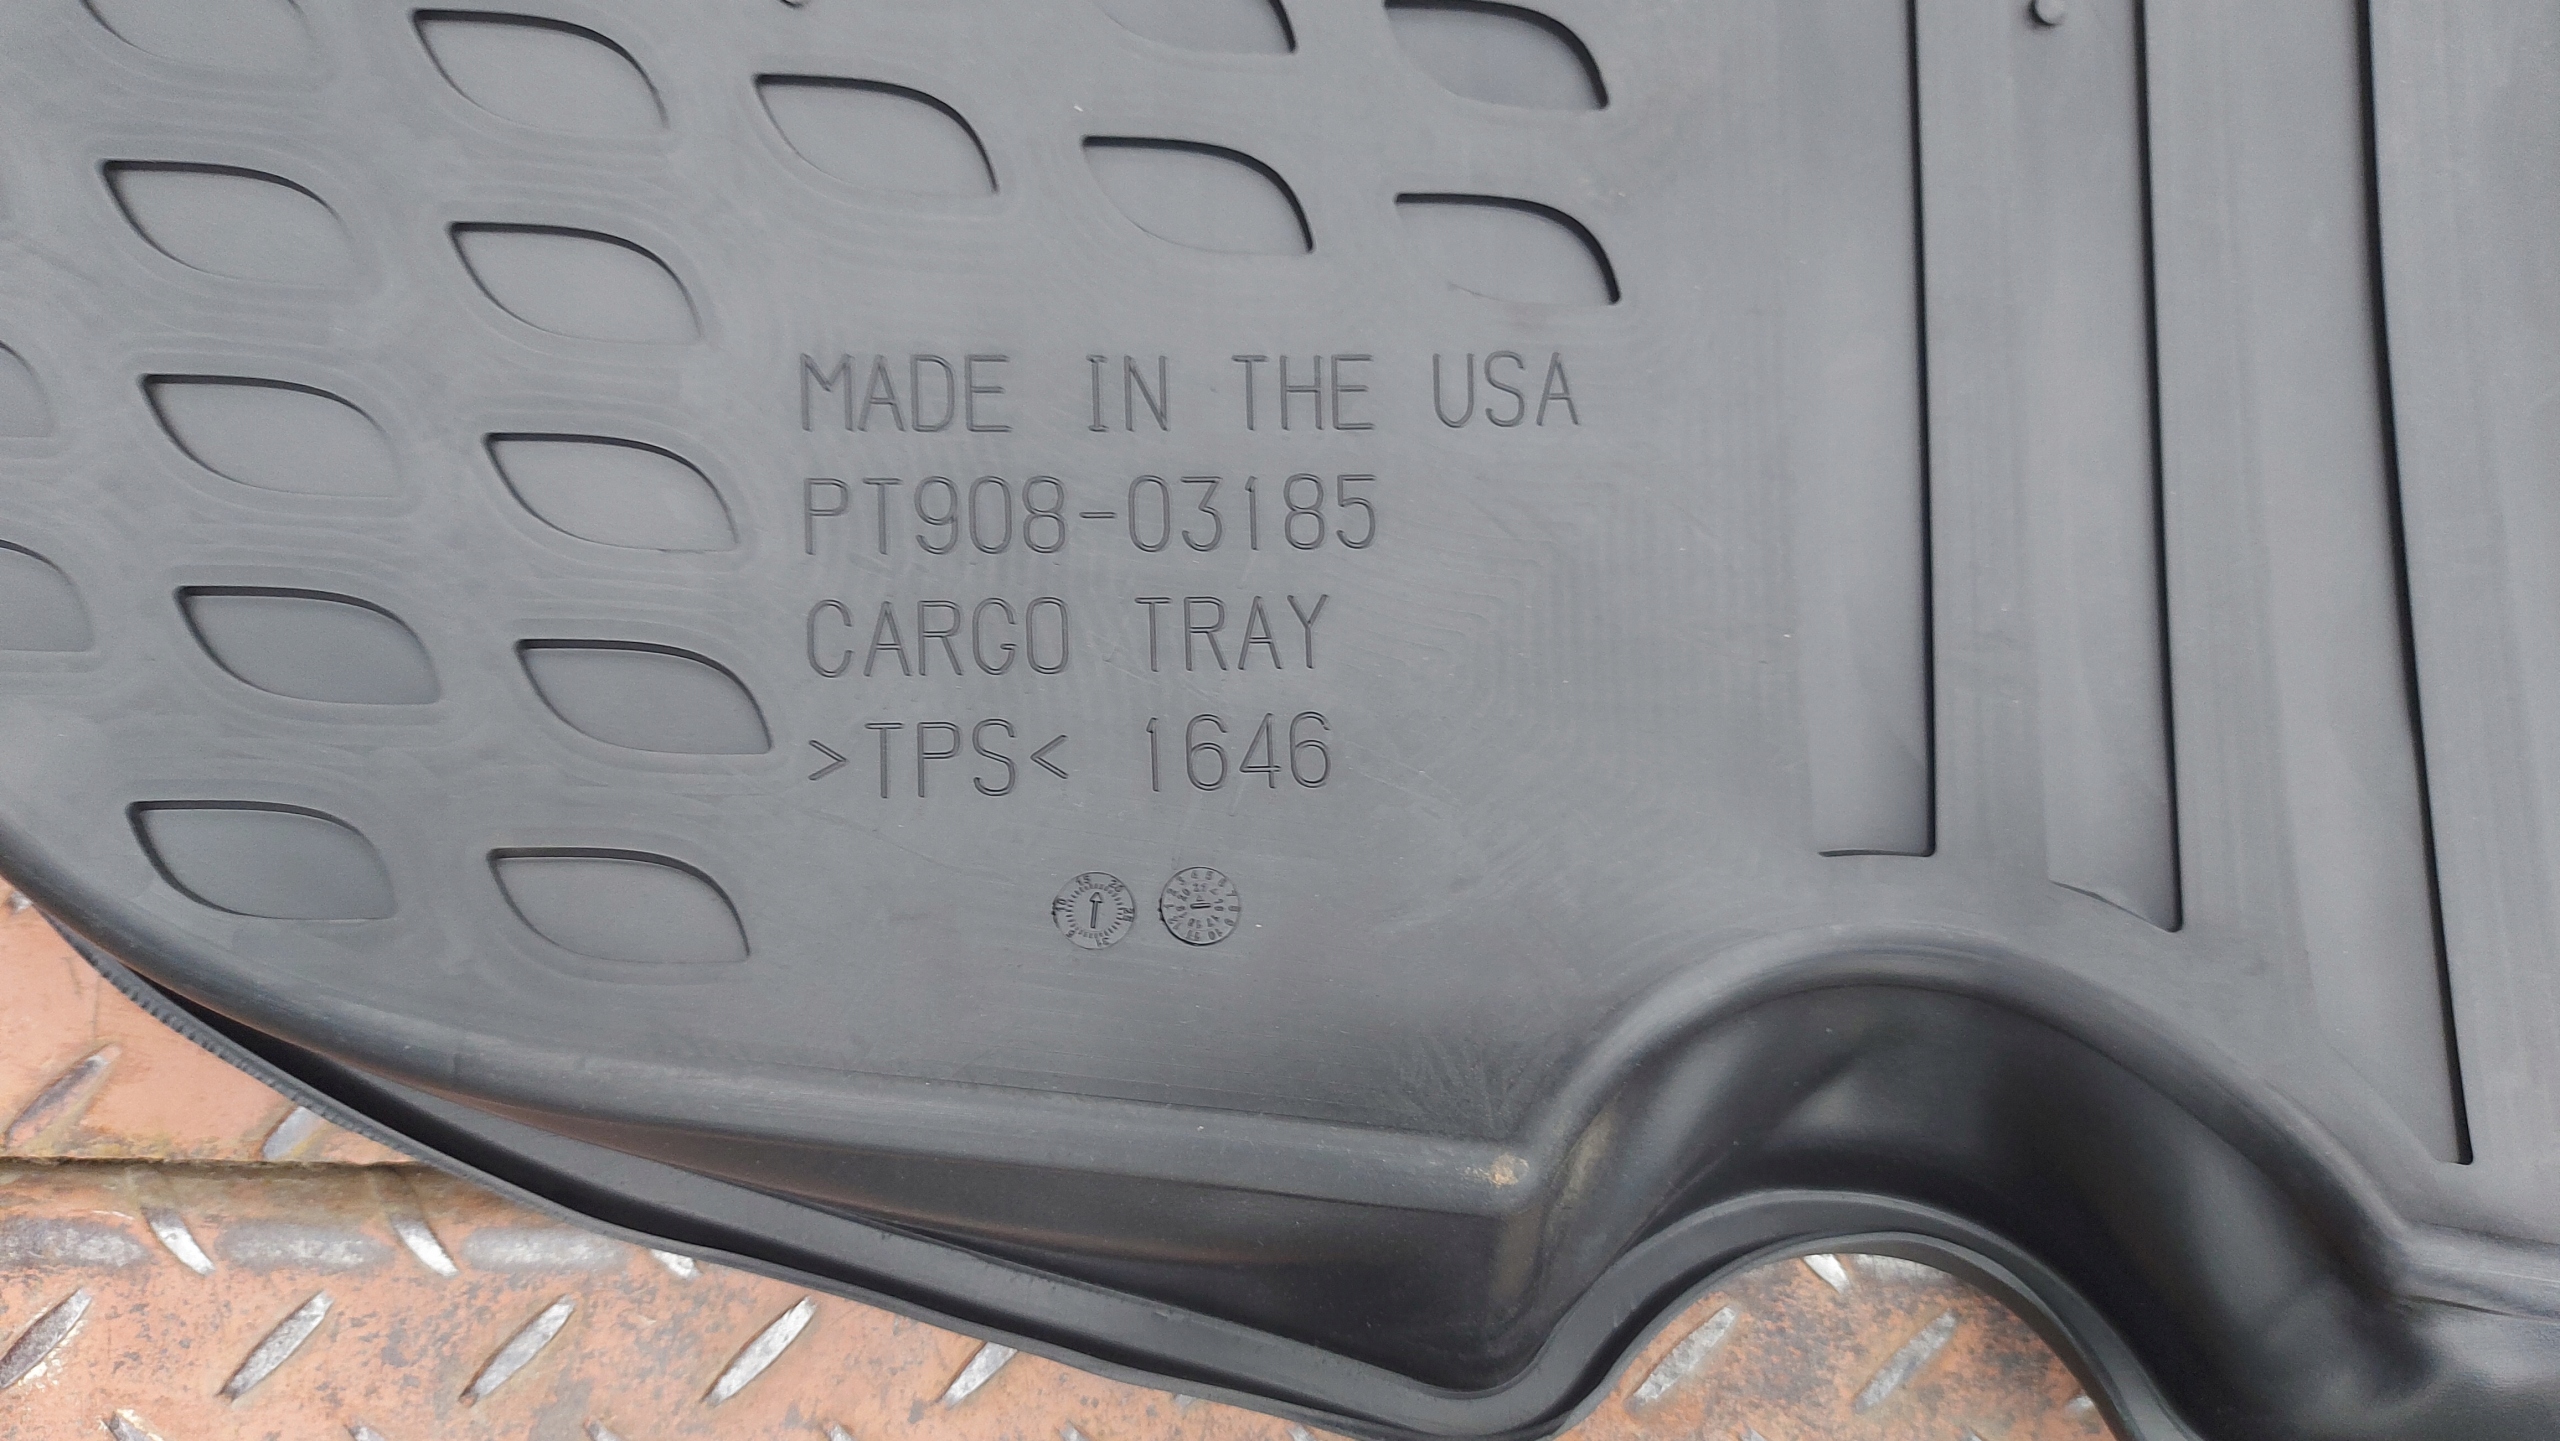 MADE IN THE USA
PT908-03185
CARGO TRAY
>TPS< 1646